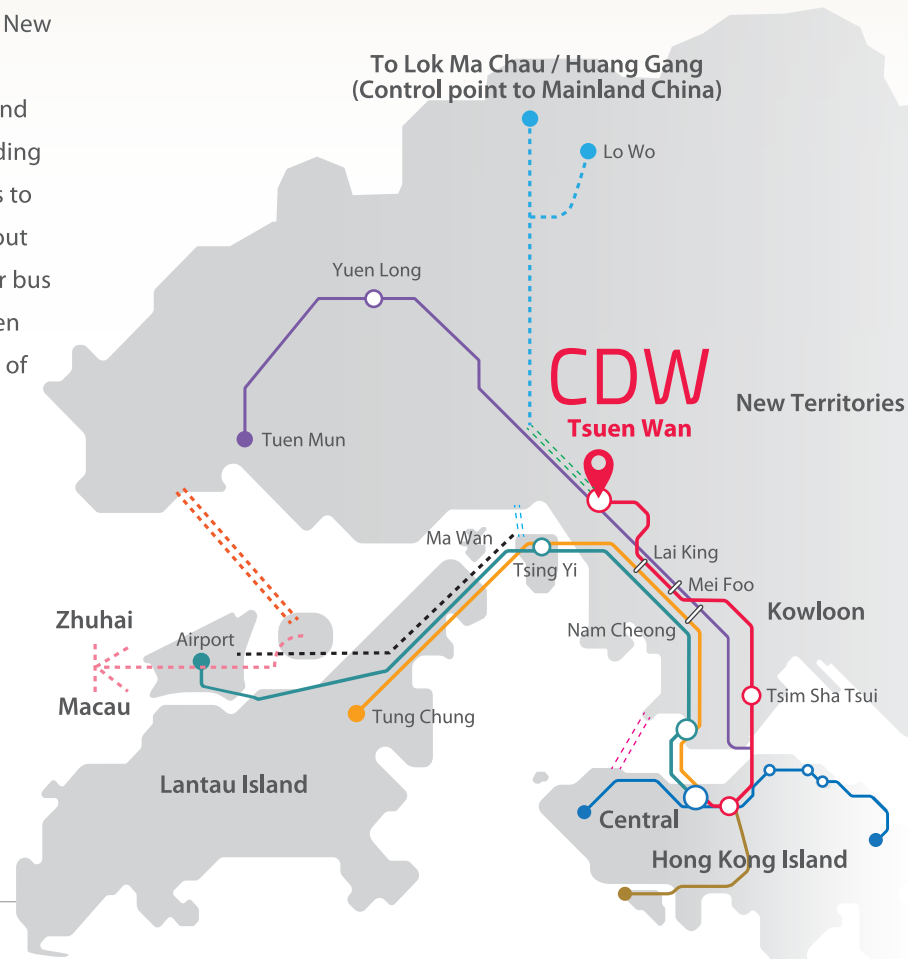 New
nd
ding
s to
out
r bus
en
of
To Lok Ma Chau / Huang Gang
(Control point to Mainland China)
Lo Wo
Yuen Long
CDW
Tsuen Wan
New Territories
Tuen Mun
Ma Wan
Tsing Yi
Lai King
Mei Foo
Kowloon
Nam Cheong
Zhuhai
Airport
Macau
Tsim Sha Tsui
Tung Chung
Lantau Island
Central
Hong Kong Island